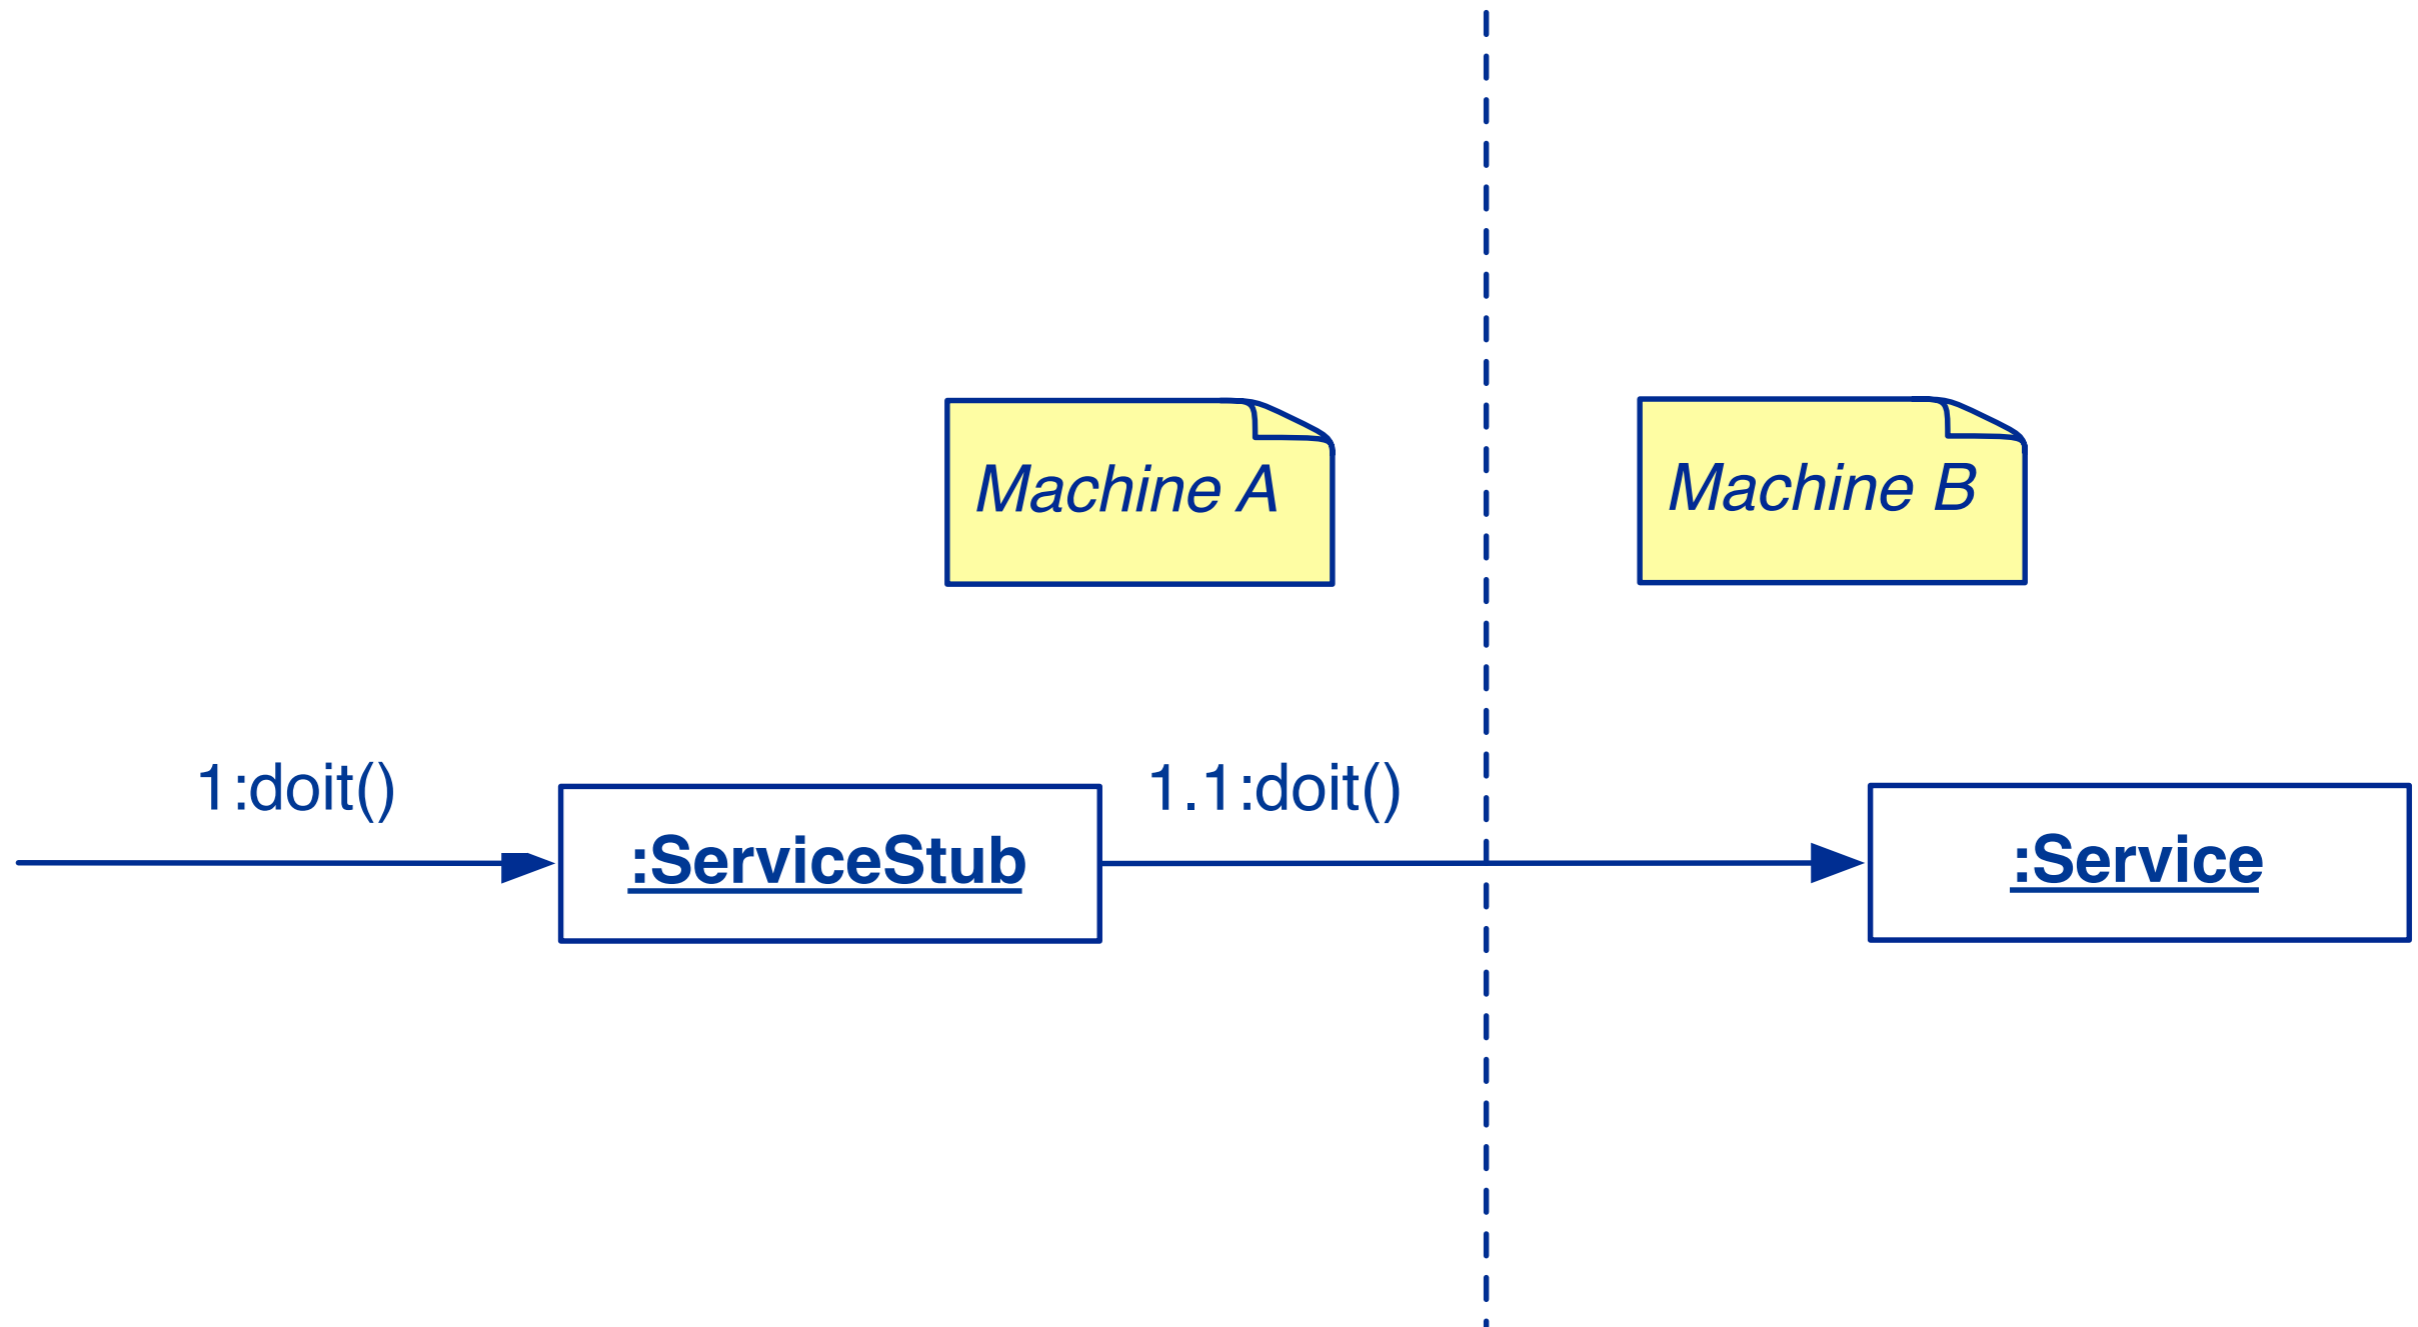 Machine A
Machine B
1:doit()
:ServiceStub
1.1:doit()
:Service